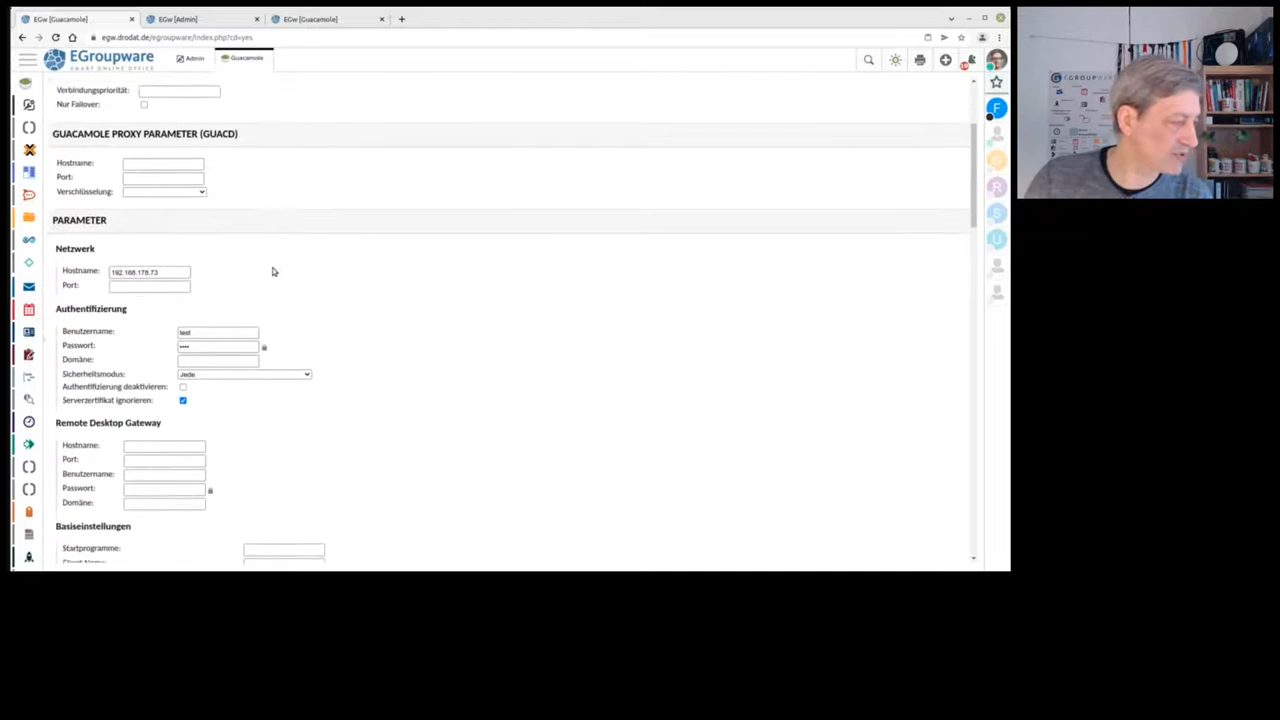 EGw [Guacamole]
EGw [Admin]
EGw [Guacamole]
egw.drodat.de/egroupware/index.php?cd=yes
EGroupware
SMART ONLINE OFFICE
Admin
Guacamole
Verbindungspriorität:
Nur Failover:
GUACAMOLE PROXY PARAMETER (GUACD)
Hostname:
Port:
Verschlüsselung:
PARAMETER
Netzwerk
Hostname: 192.168.178.73
Port:
Authentifizierung
Benutzername: test
Passwort: ••••
Domäne:
Sicherheitsmodus: Jede
Authentifizierung deaktivieren:
Serverzertifikat ignorieren:
Remote Desktop Gateway
Hostname:
Port:
Benutzername:
Passwort:
Domäne:
Basiseinstellungen
Startprogramme:
Client-Name:
F
G
R
S
U
EGROUPWARE